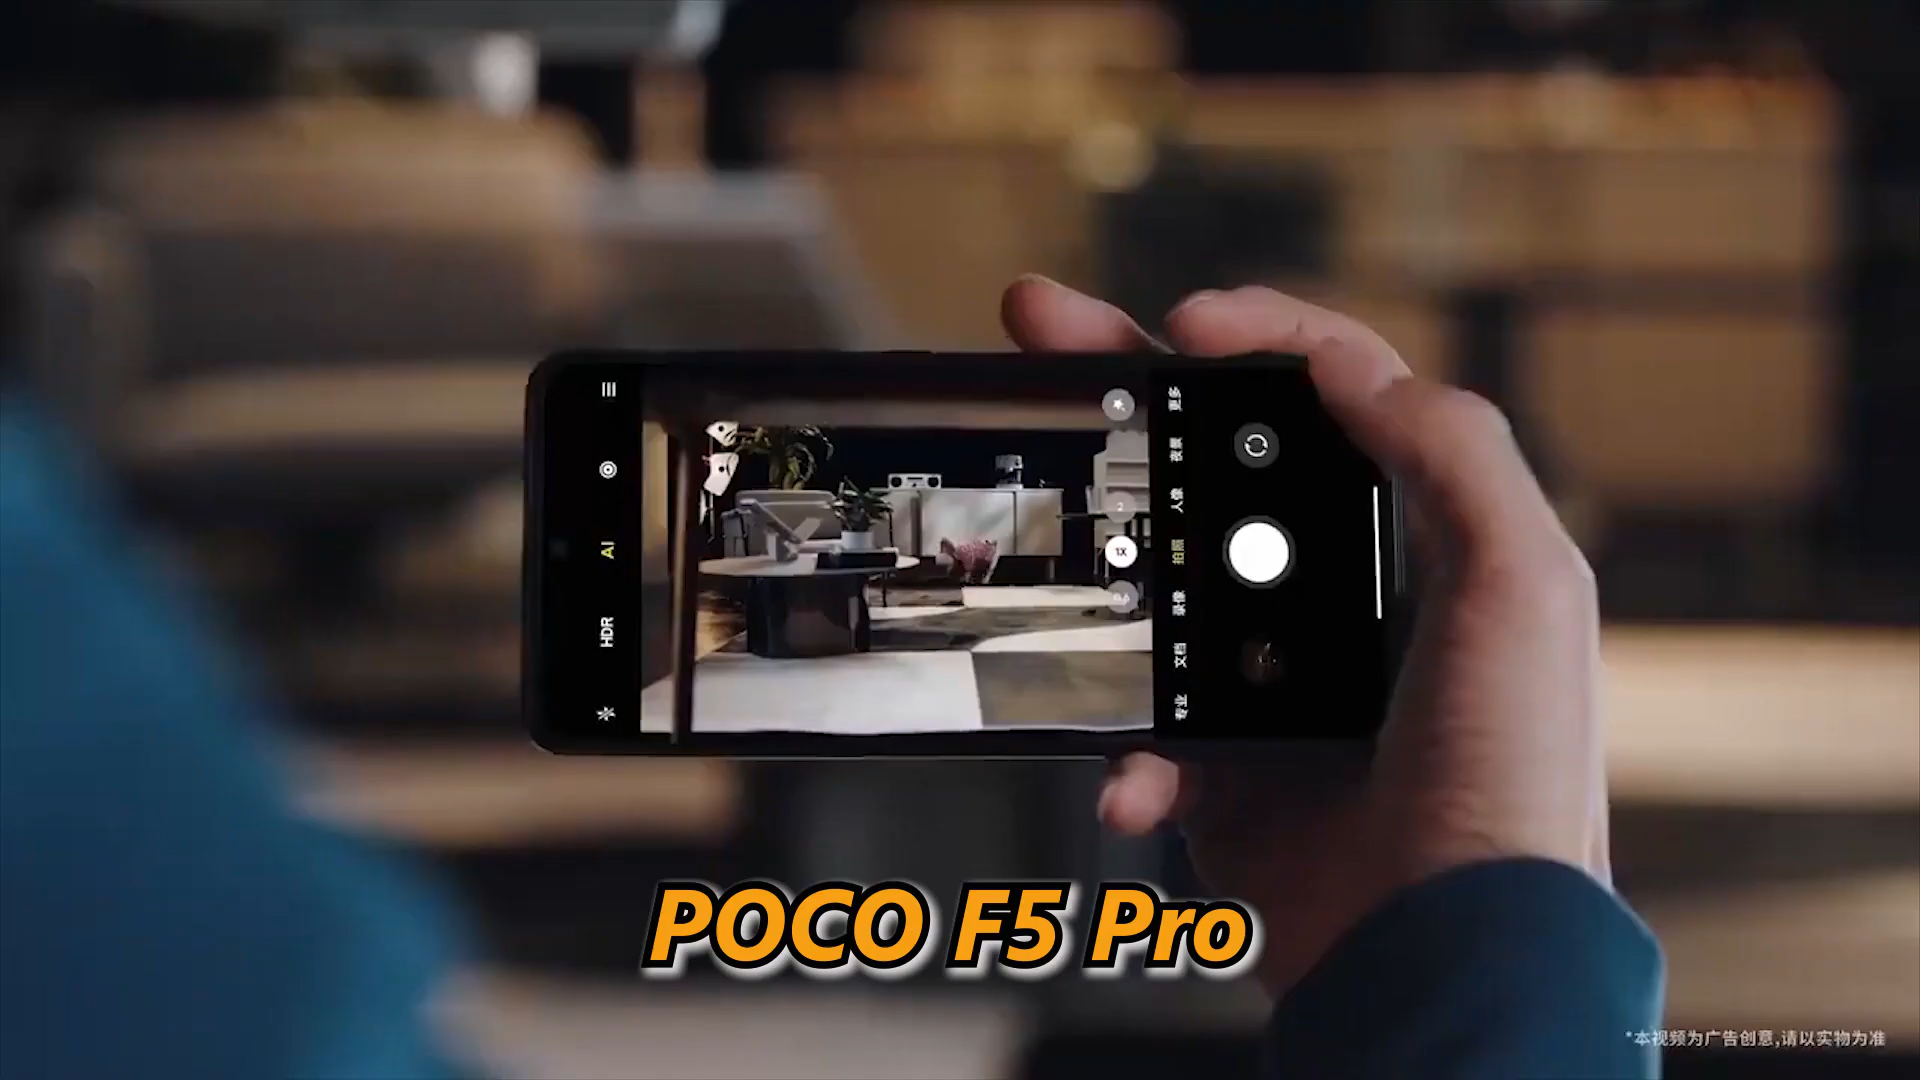 AI
HDR
2
1X
更多
夜景
人像
拍照
录像
文档
专业
POCO F5 Pro
*本视频为广告创意,请以实物为准